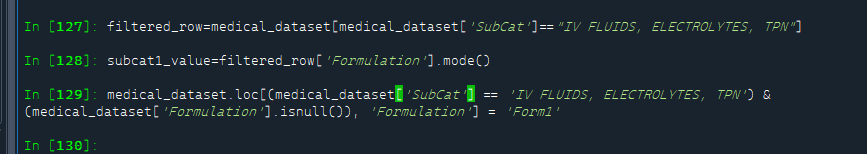 In [127]: filtered_row=medical_dataset[medical_dataset['SubCat']=="IV FLUIDS, ELECTROLYTES, TPN"]
In [128]: subcat1_value=filtered_row['Formulation'].mode()
In [129]: medical_dataset.loc[(medical_dataset['SubCat'] == 'IV FLUIDS, ELECTROLYTES, TPN') &
(medical_dataset['Formulation'].isnull()), 'Formulation'] = 'Form1'
In [130]: